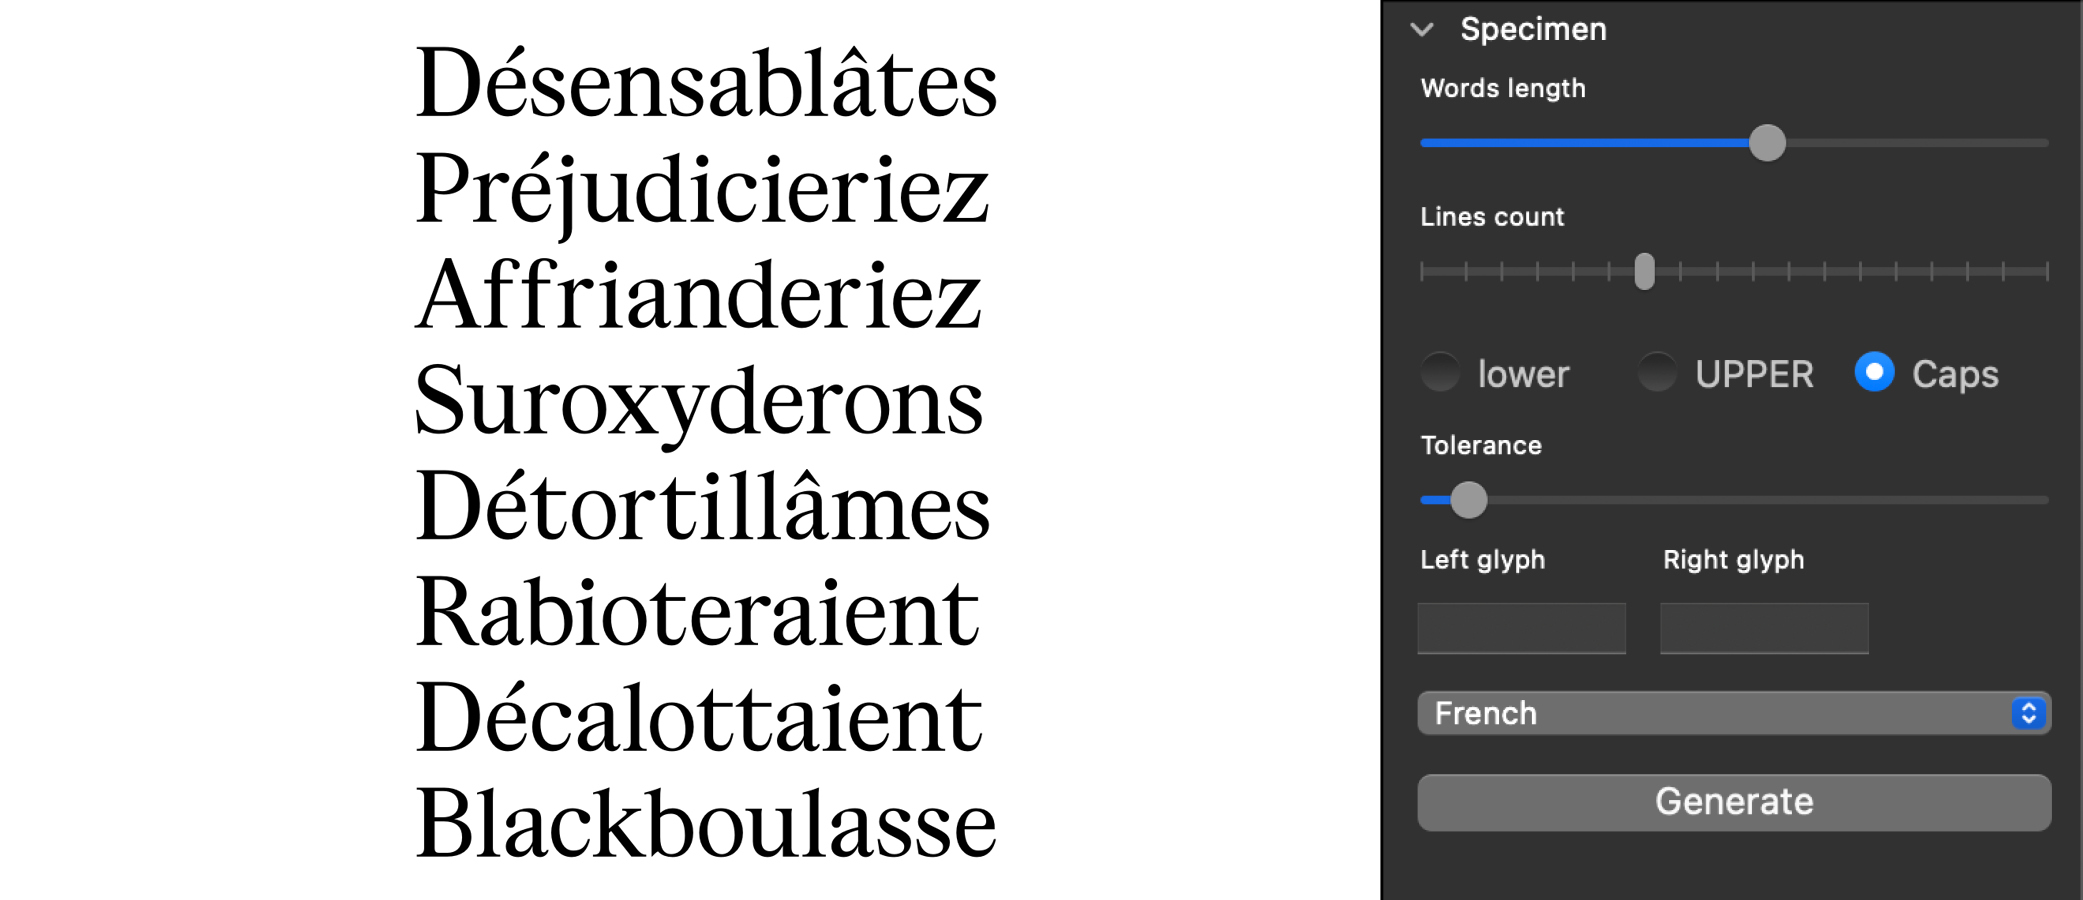 Désensablâtes
Préjudicieriez
Affrianderiez
Suroxyderons
Détortillâmes
Rabioteraient
Décalottaient
Blackboulasse
Specimen
Words length
Lines count
lower UPPER Caps
Tolerance
Left glyph Right glyph
French
Generate